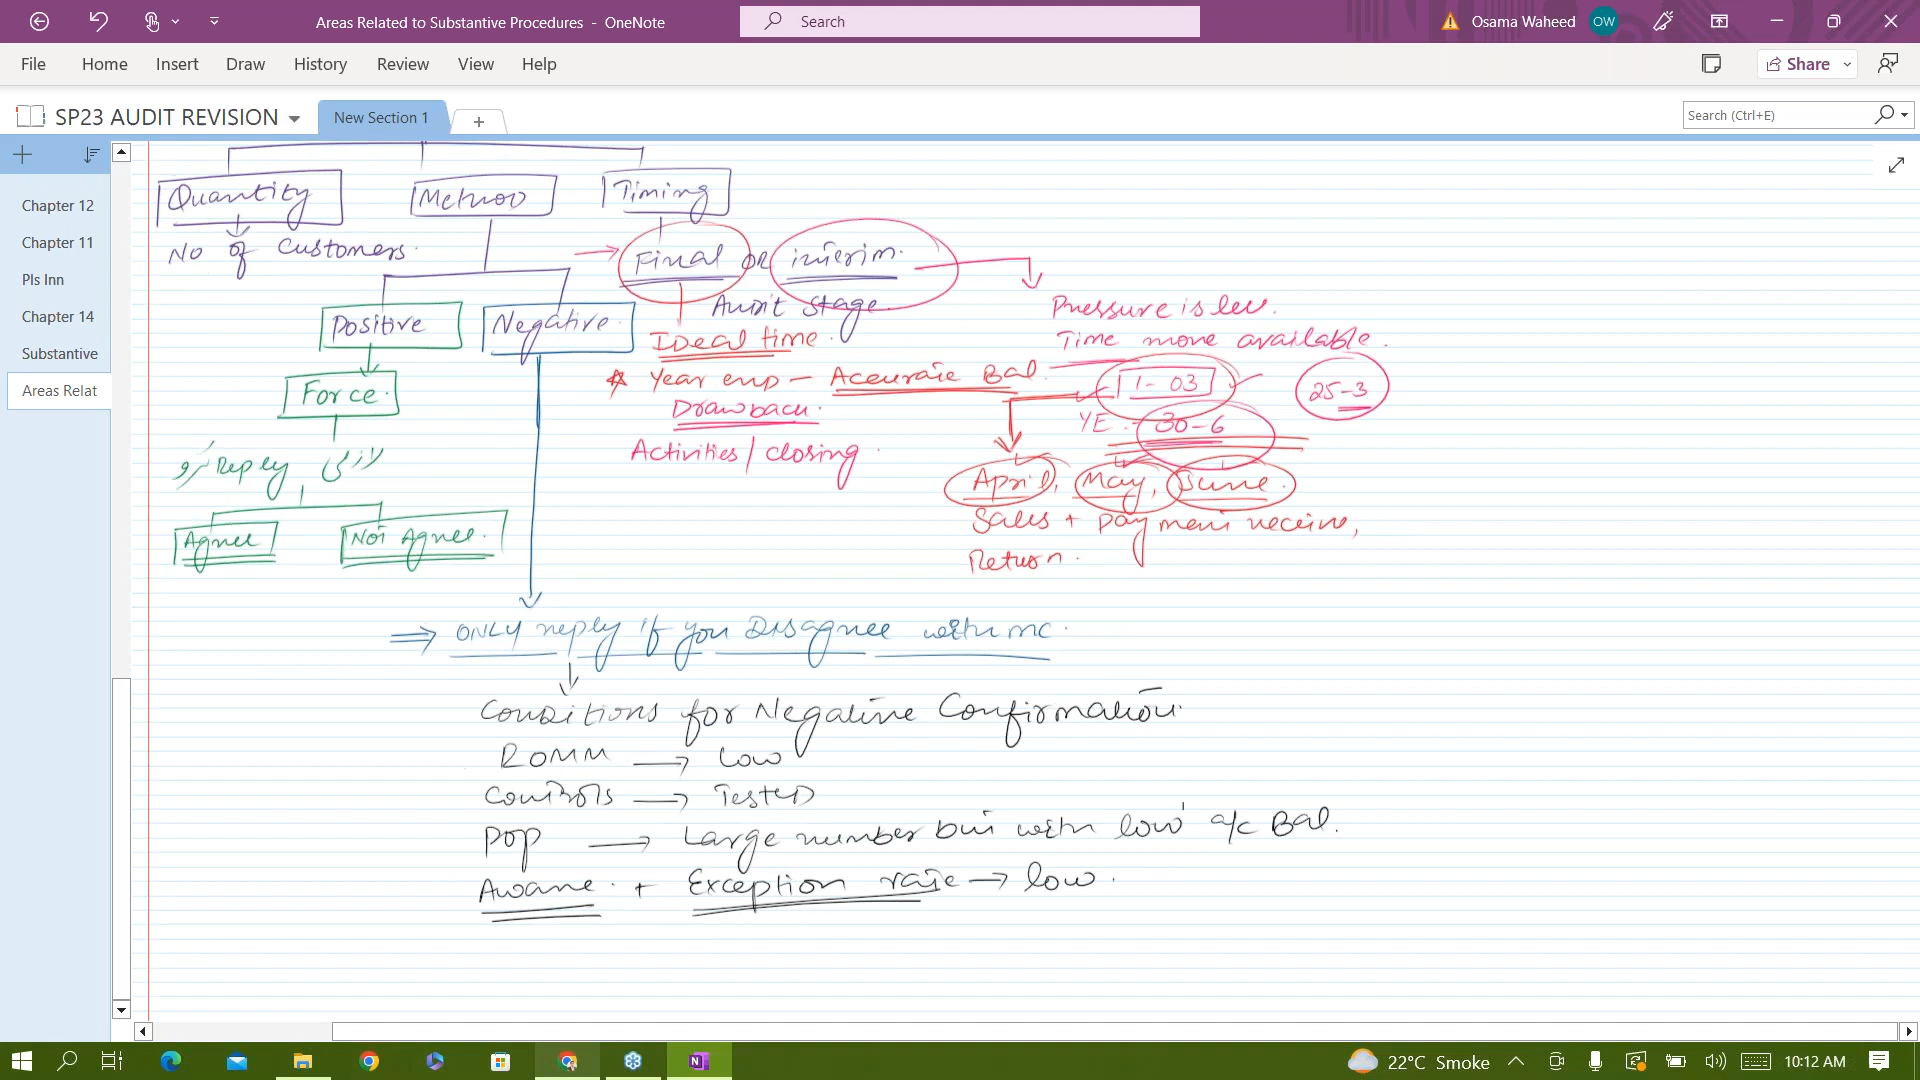 Areas Related to Substantive Procedures - OneNote
Search
Osama Waheed
OW
File Home Insert Draw History Review View Help
Share
SP23 AUDIT REVISION
New Section 1
Search (Ctrl+E)
Chapter 12
Chapter 11
Pls Inn
Chapter 14
Substantive
Areas Relat
Quantity
Method
Timing
No of customers.
Final OR interim.
Audit stage
Positive
Negative
Pressure is less.
Ideal time.
Time more available.
Force
Year end - Accurate Bal.
1-03
25-3
Drawback.
YE. 30-6
Activities / closing
Reply
April, May, June.
Sales + payment receive,
Agree
Not Agree.
Return.
⇒ ONLY reply if you Disagree with me.
Conditions for Negative Confirmation.
ROMM → low
Controls → Tested
Pop → Large number but with low a/c Bal.
Aware. + Exception rate → low.
22°C Smoke
10:12 AM